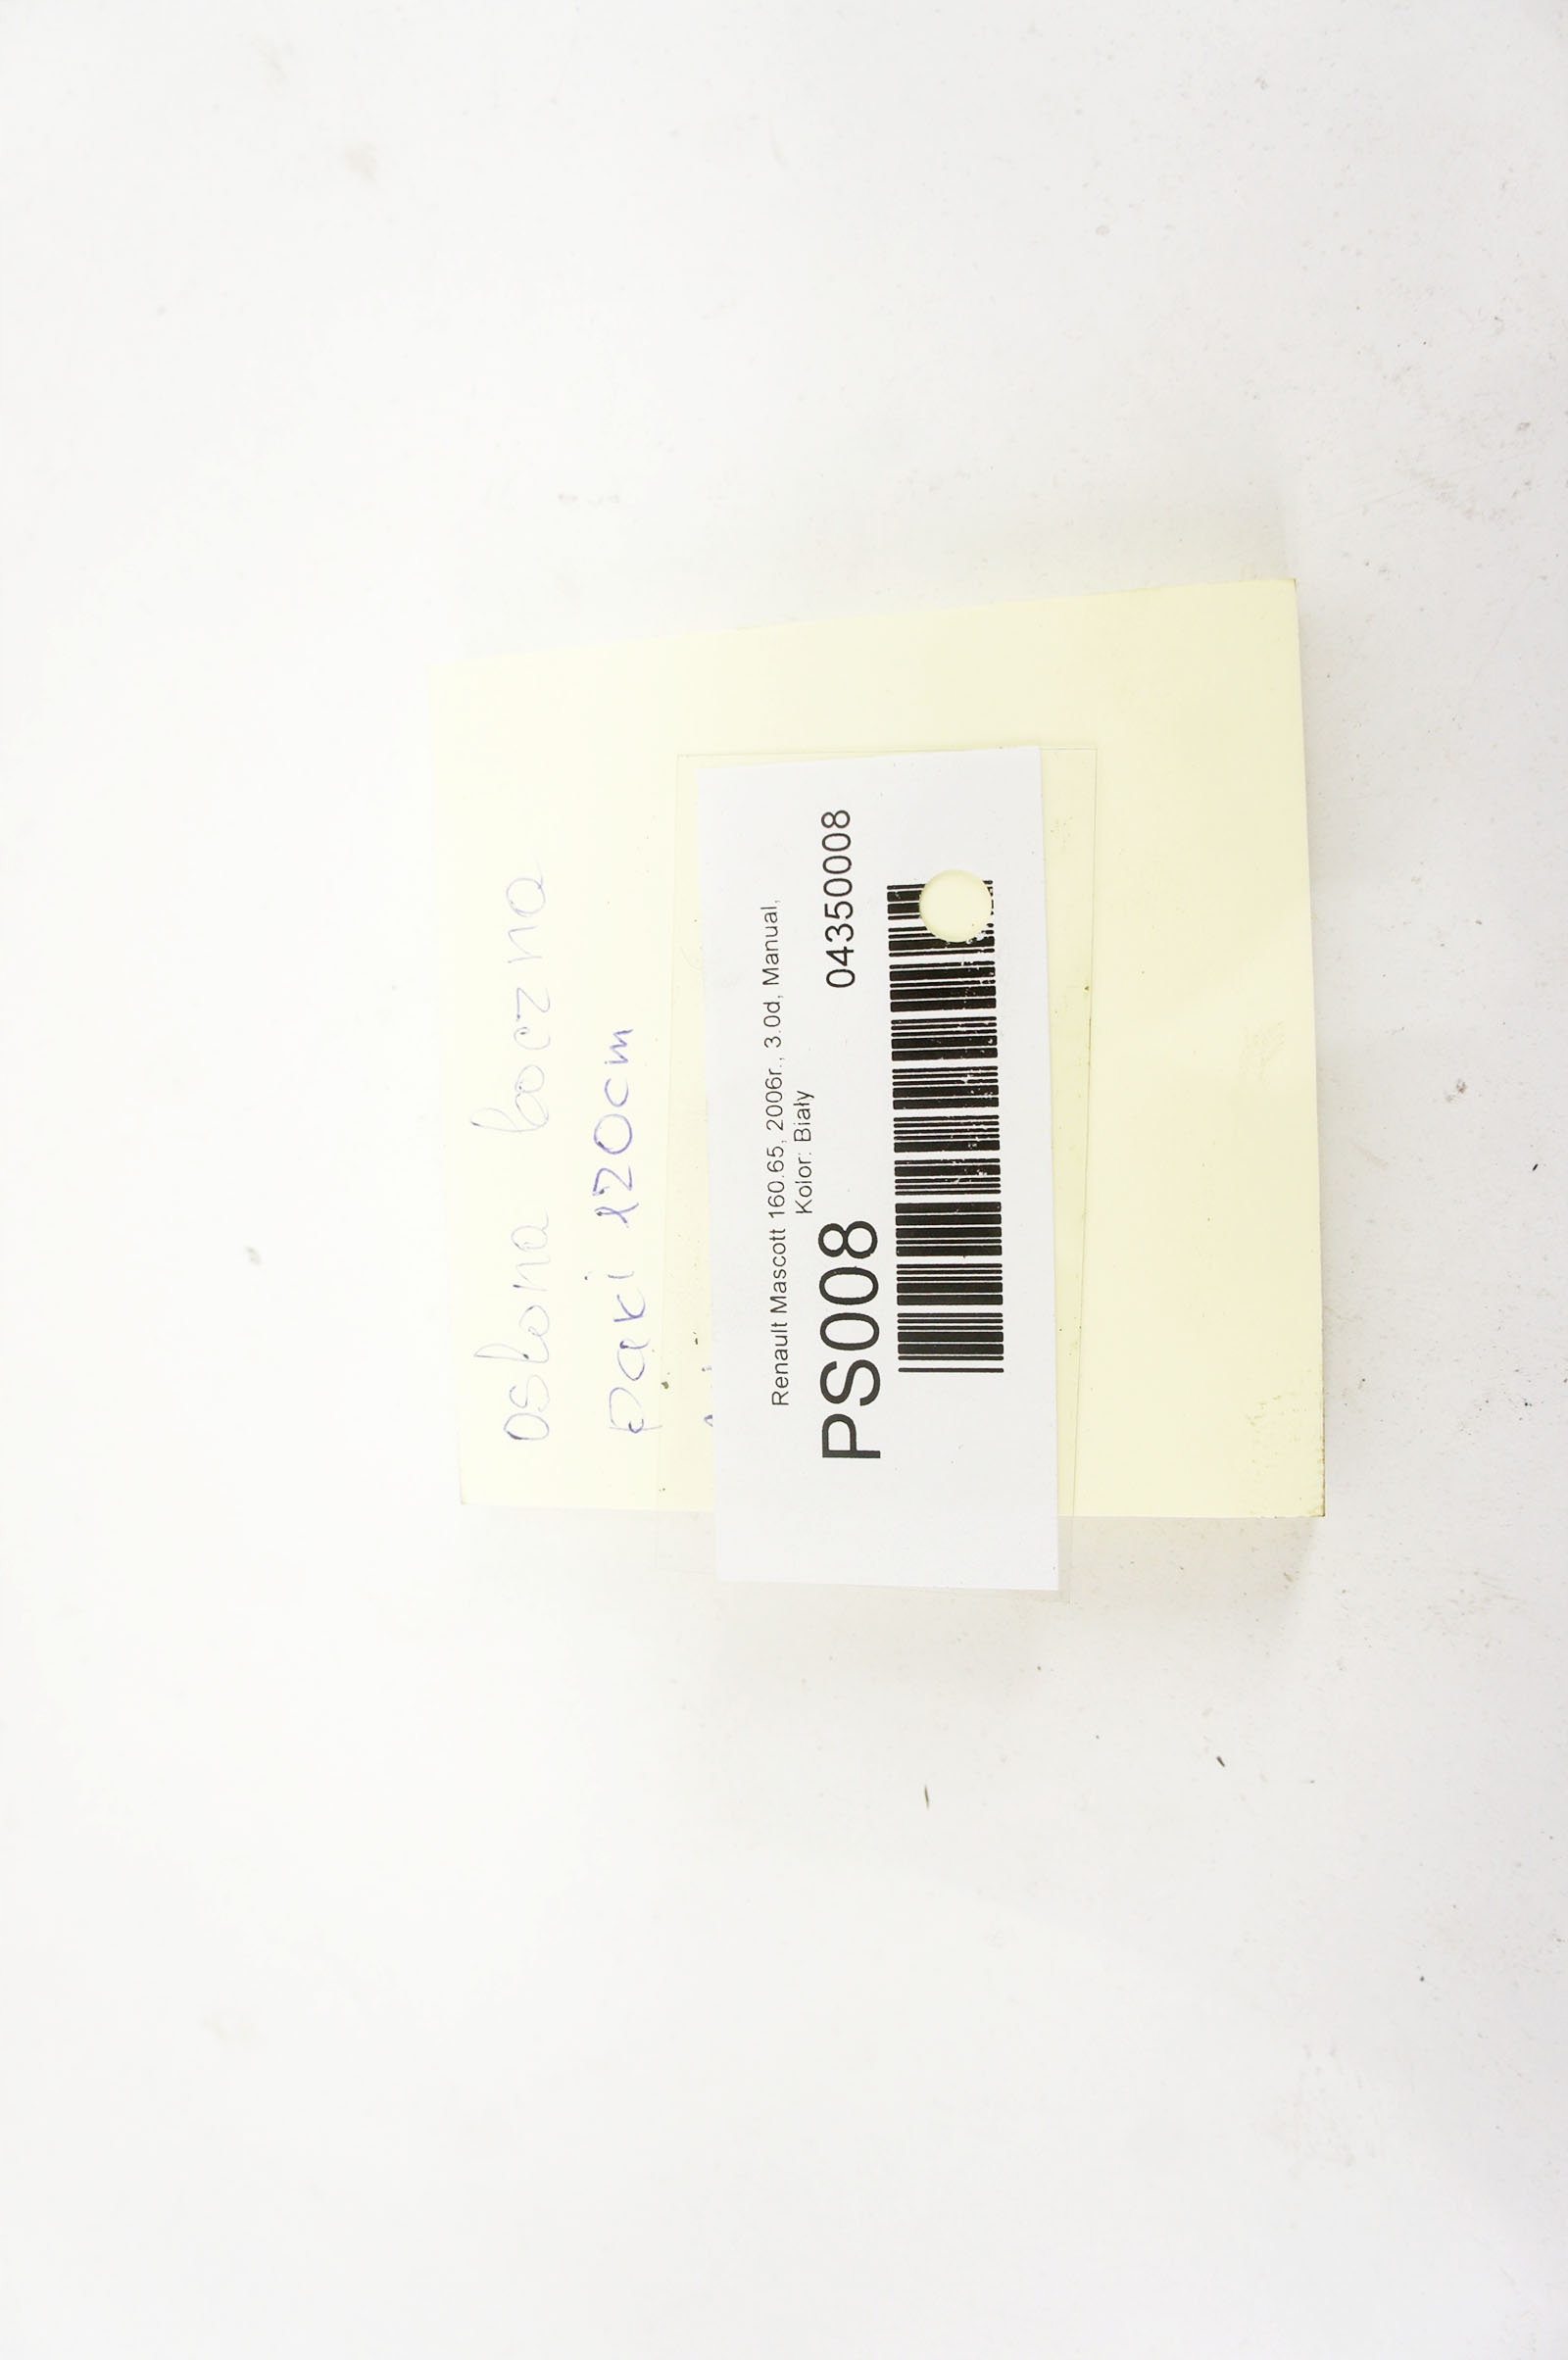 osłona boczna
paki 120cm
Renault Mascott 160.65, 2006r., 3.0d, Manual,
Kolor: Biały
PS008 04350008